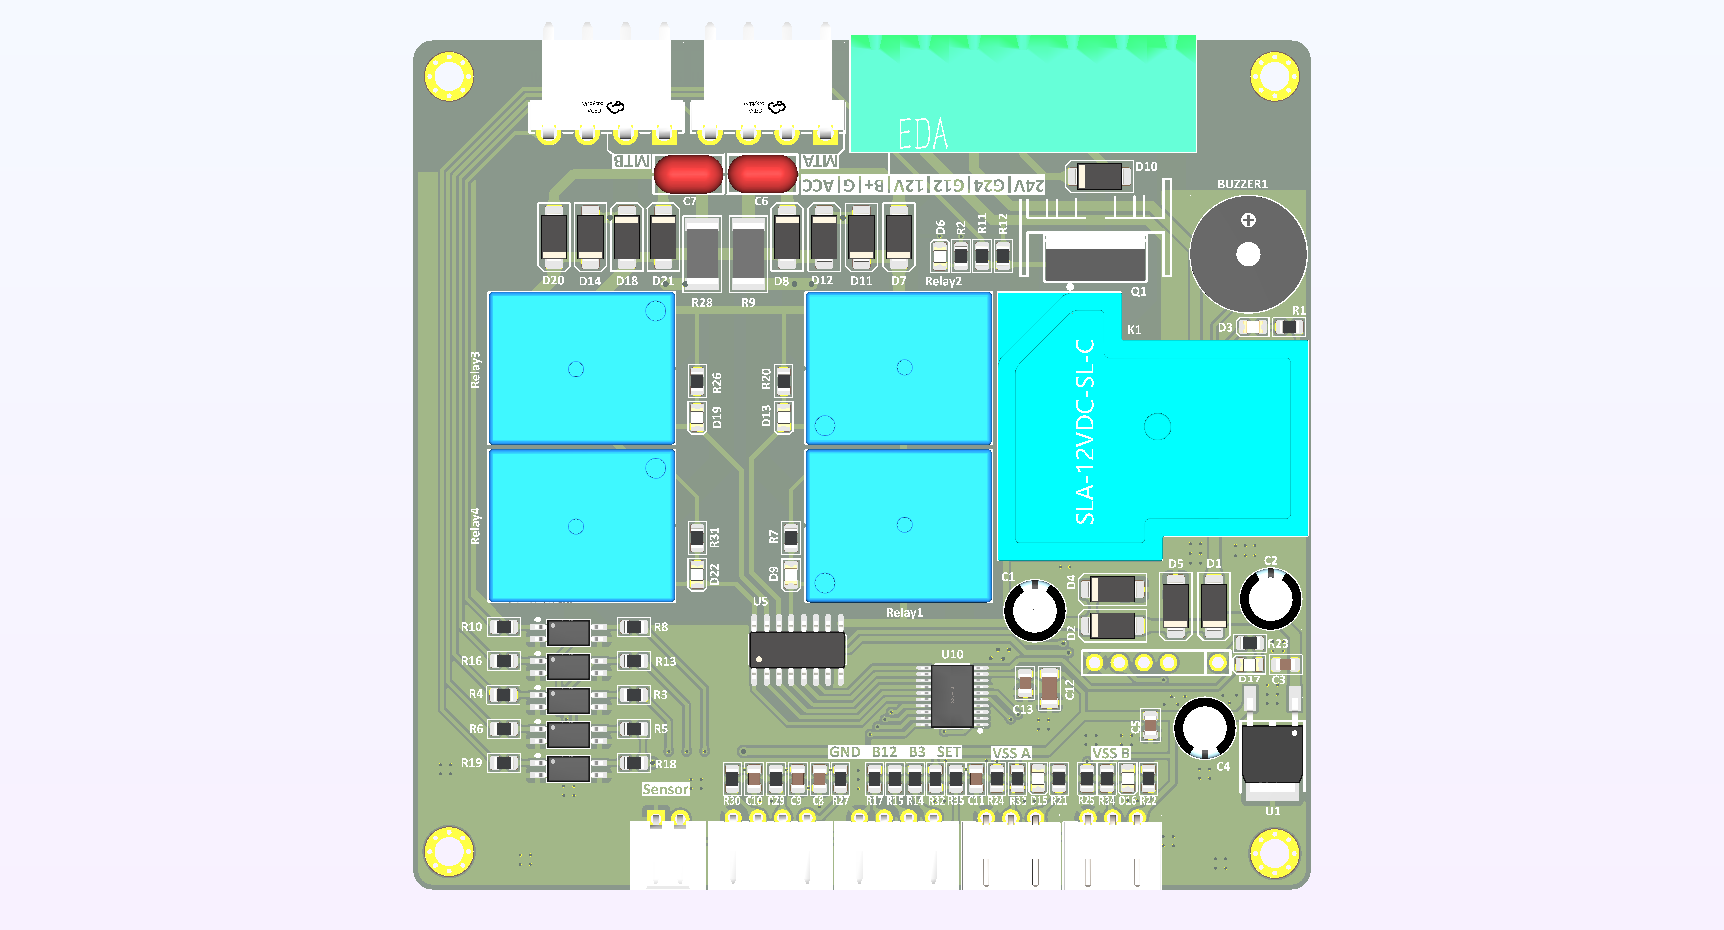 EDA
MTB
MTA
ACC|G|B+|12V|G12|G24|24V
D10
BUZZER1
C7
C6
D6
R2
R11
R12
D20
D14
D18
D21
D8
D12
D11
D7
Relay2
Q1
R28
R9
R1
D3
K1
Relay3
SLA-12VDC-SL-C
R26
R20
D19
D13
Relay4
R31
R7
D22
D9
C1
D4
D5
D1
C2
U5
Relay1
R10
R8
D2
R16
R13
U10
R23
D17
C3
R4
R3
C13
C12
R6
R5
C5
R19
R18
GND
B12
B3
SET
VSS A
VSS B
C4
Sensor
R30
C10
R29
C9
C8
R27
R17
R15
R14
R32
R35
C11
R24
R33
D15
R21
R25
R34
D16
R22
U1